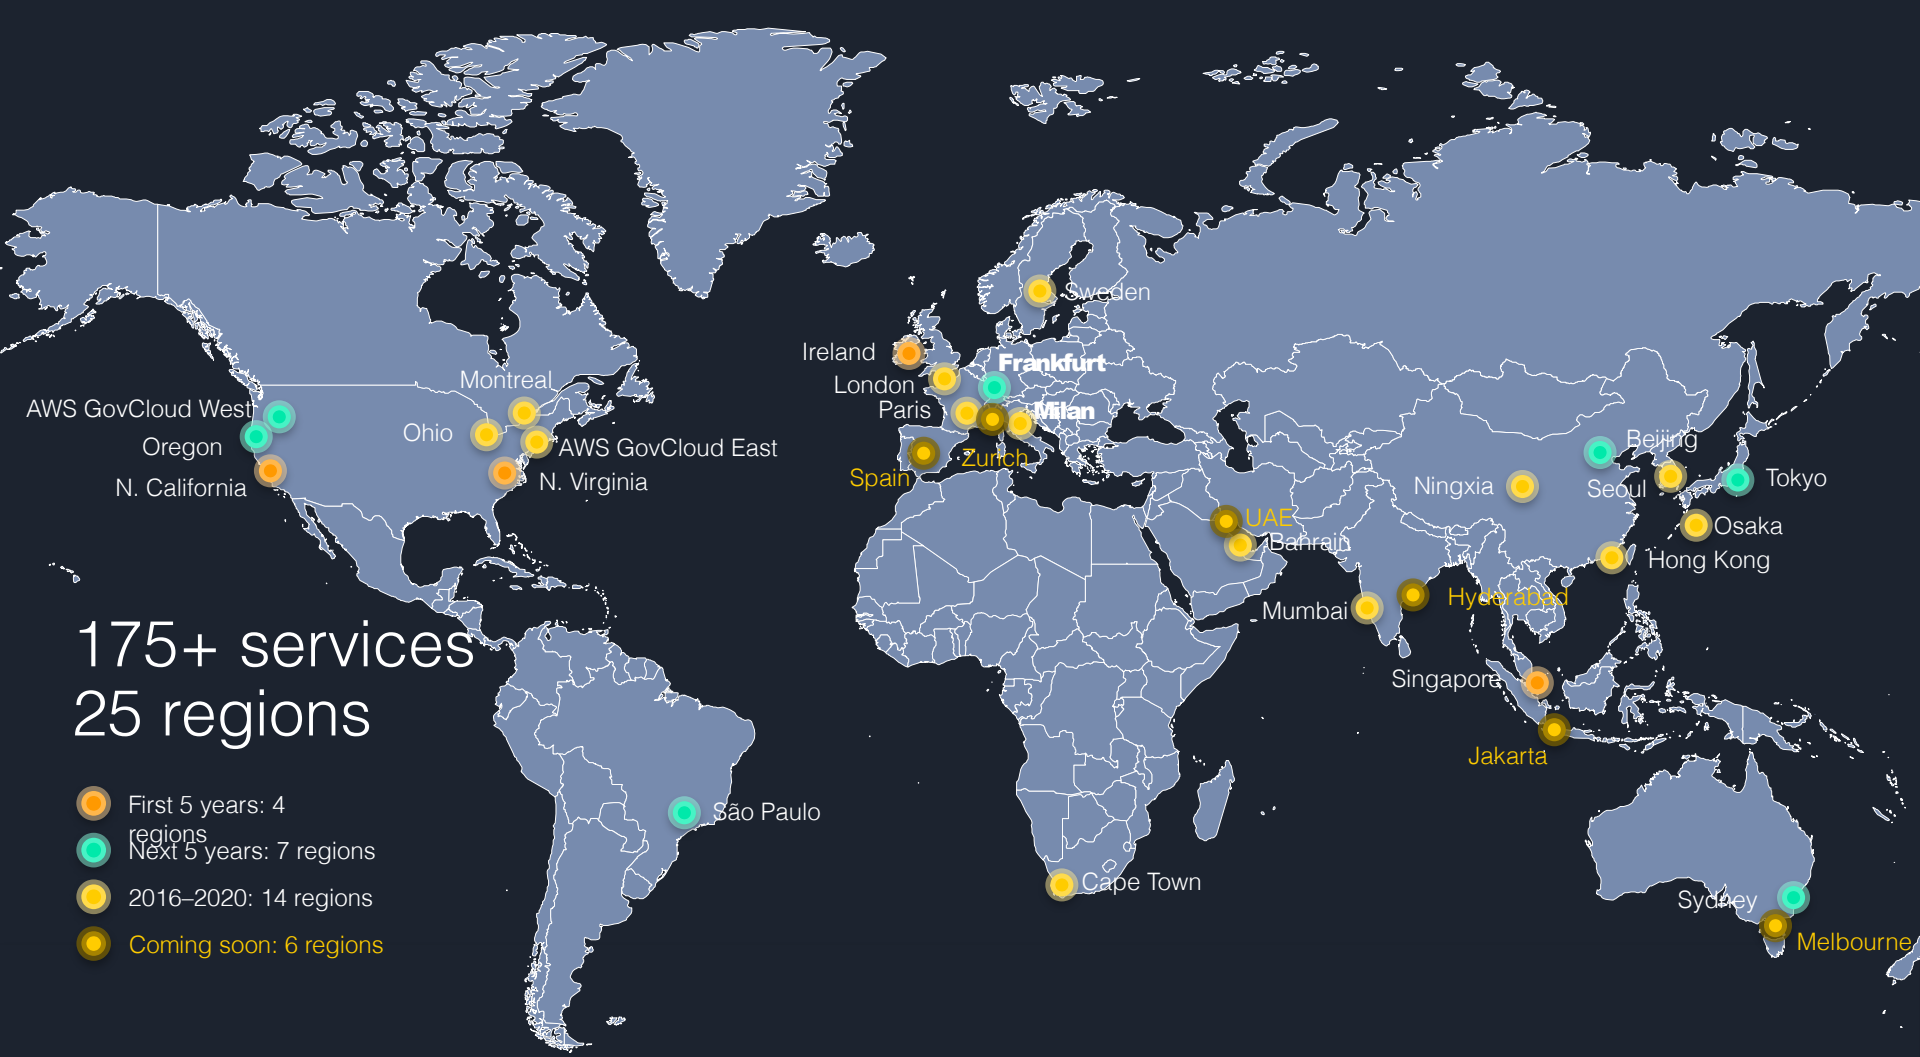 Sweden
Ireland
Frankfurt
London
Montreal
Paris
Milan
AWS GovCloud West
Ohio
Beijing
Oregon
AWS GovCloud East
Zurich
Spain
N. California
N. Virginia
Ningxia
Seoul
Tokyo
UAE
Osaka
Bahrain
Hong Kong
Mumbai
Hyderabad
175+ services
25 regions
Singapore
Jakarta
First 5 years: 4
regions
Next 5 years: 7 regions
2016–2020: 14 regions
Coming soon: 6 regions
São Paulo
Cape Town
Sydney
Melbourne